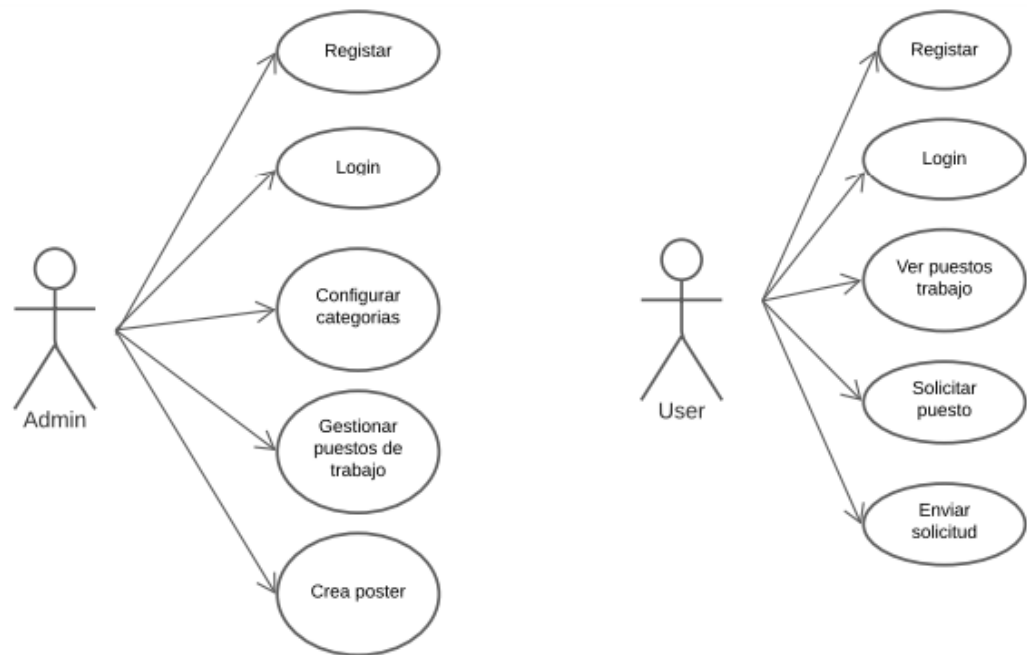 Registar
Login
Configurar
categorias
Admin
Gestionar
puestos de
trabajo
Crea poster
Registar
Login
Ver puestos
trabajo
User
Solicitar
puesto
Enviar
solicitud